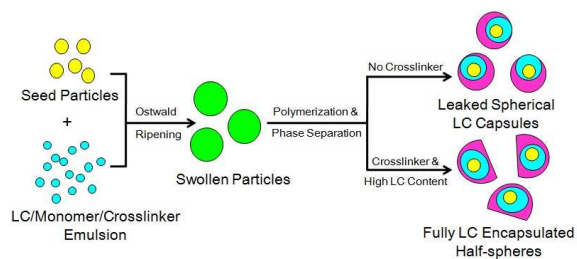 Seed Particles
+
LC/Monomer/Crosslinker
Emulsion
Ostwald
Ripening
Swollen Particles
Polymerization &
Phase Separation
No Crosslinker
Leaked Spherical
LC Capsules
Crosslinker &
High LC Content
Fully LC Encapsulated
Half-spheres